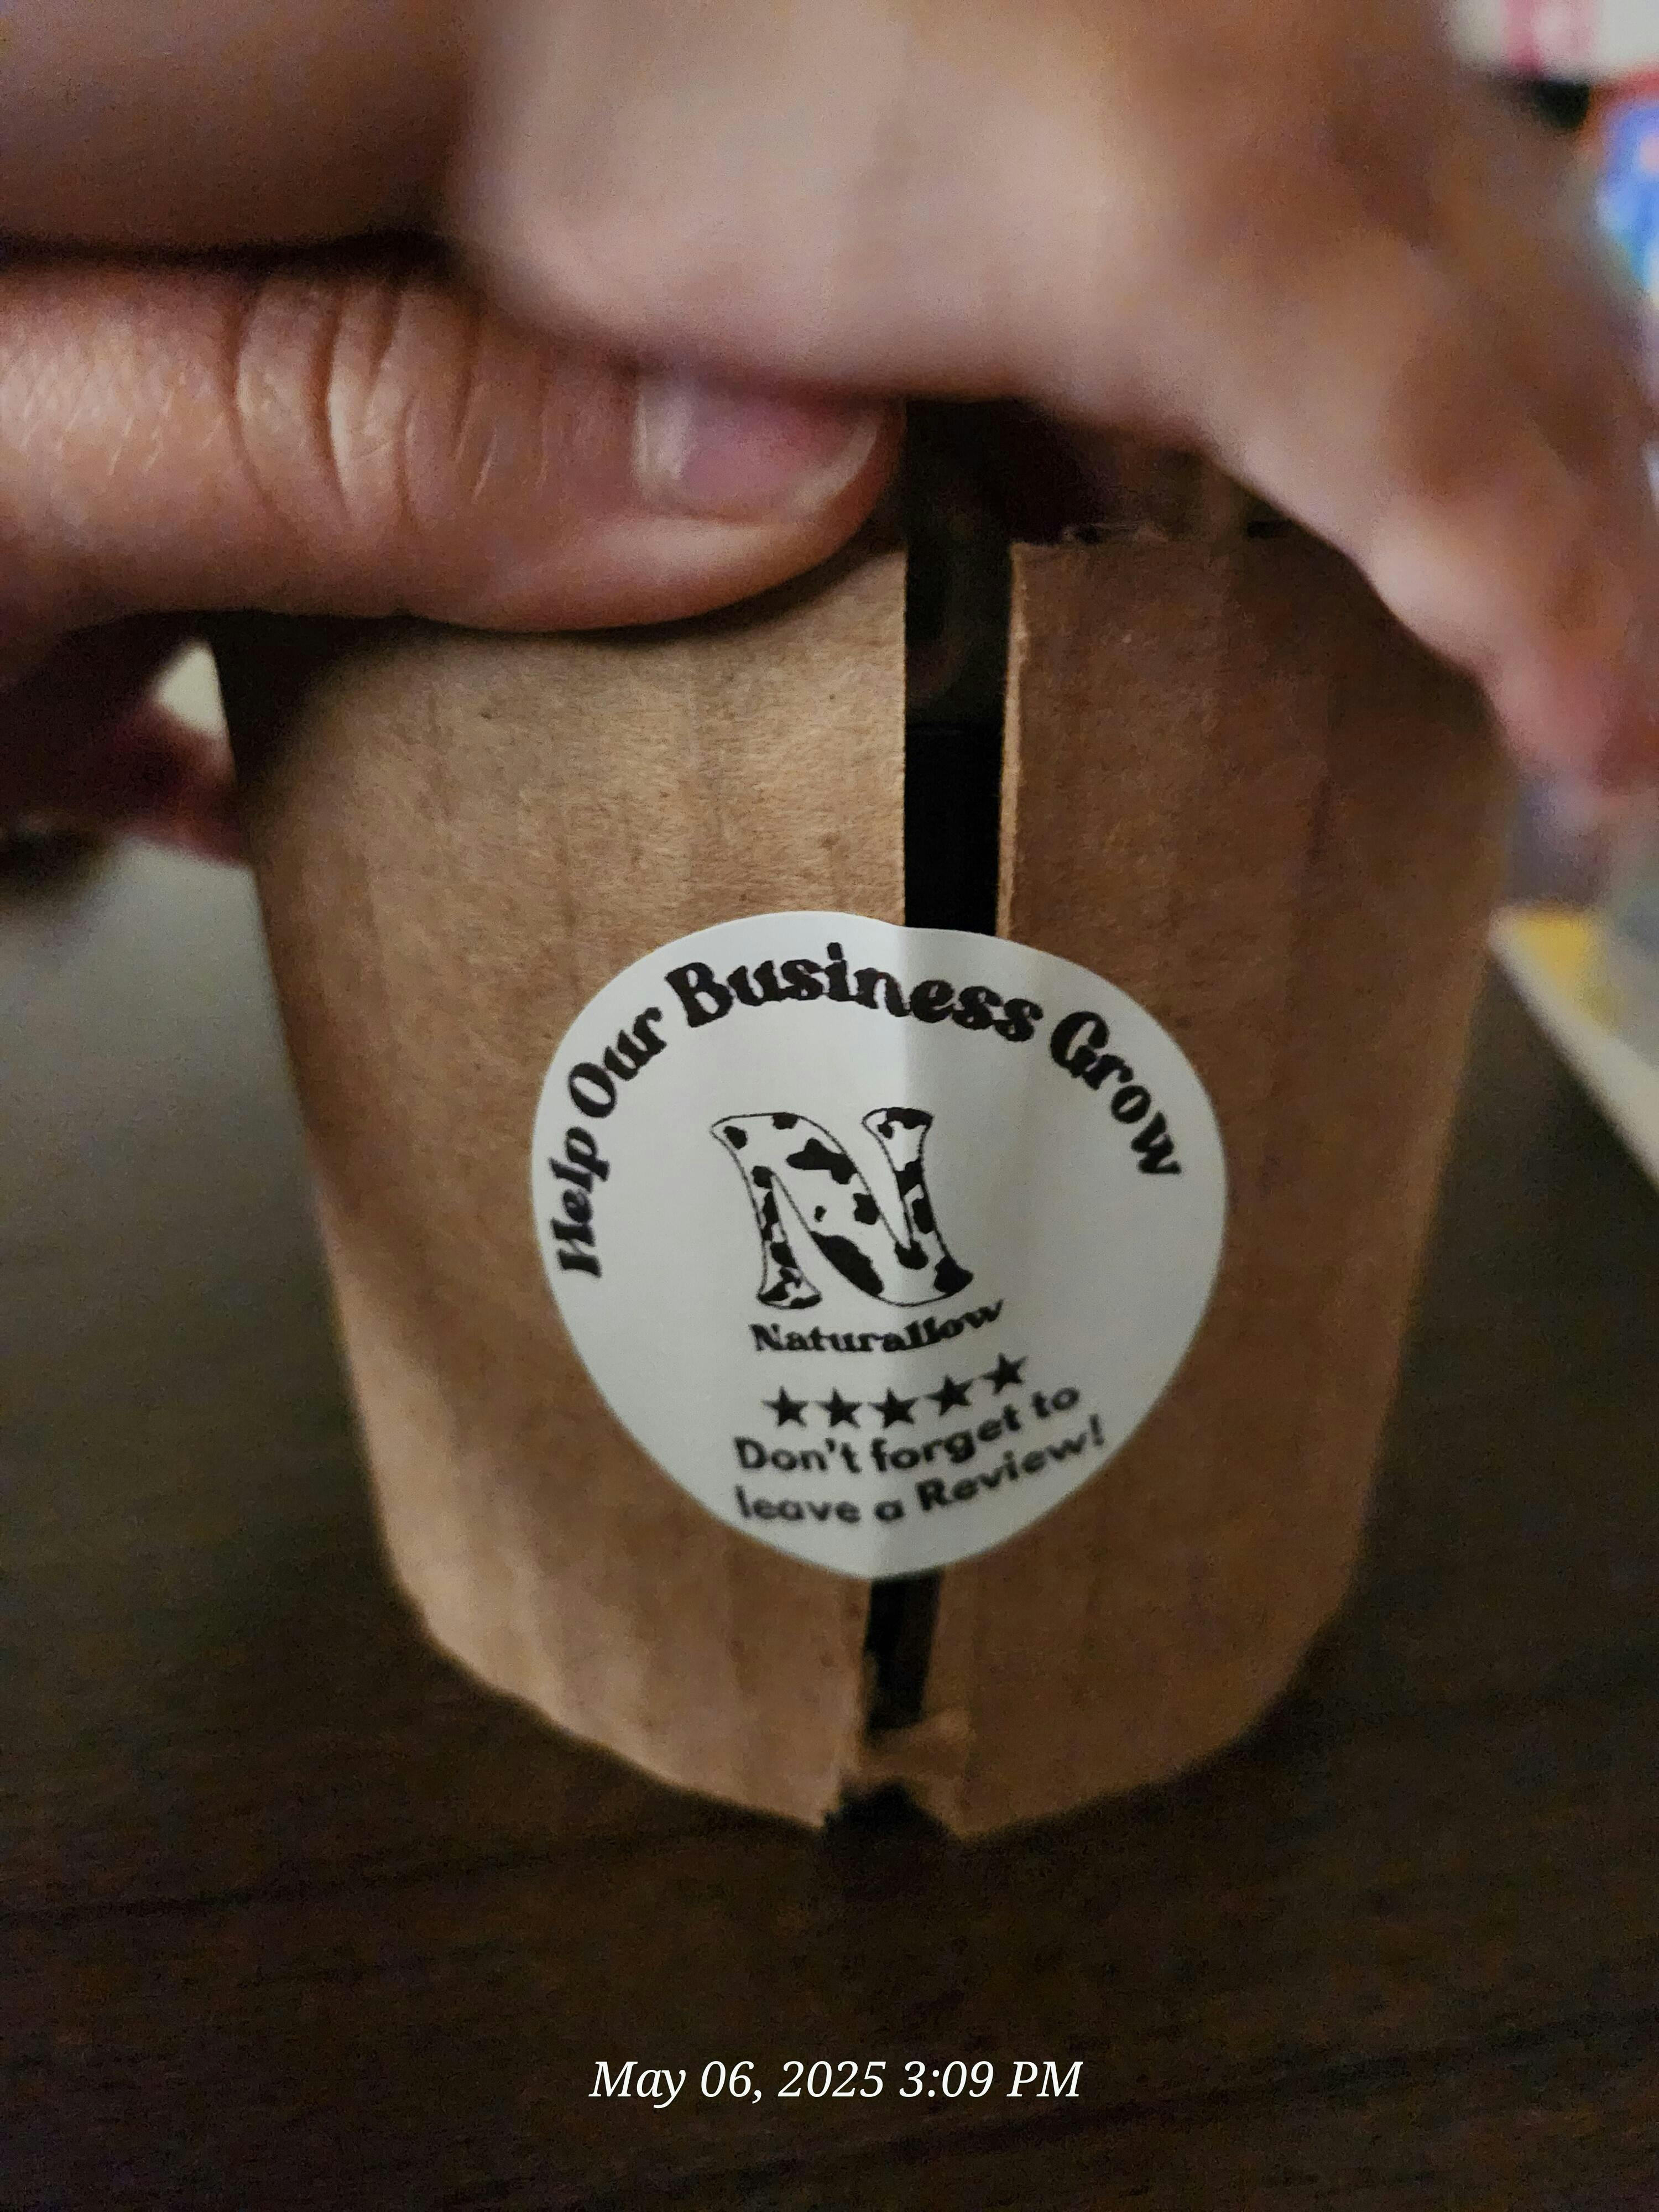 Help Our Business Grow
N
Naturallow
★★★★★
Don't forget to
leave a Review!
May 06, 2025 3:09 PM